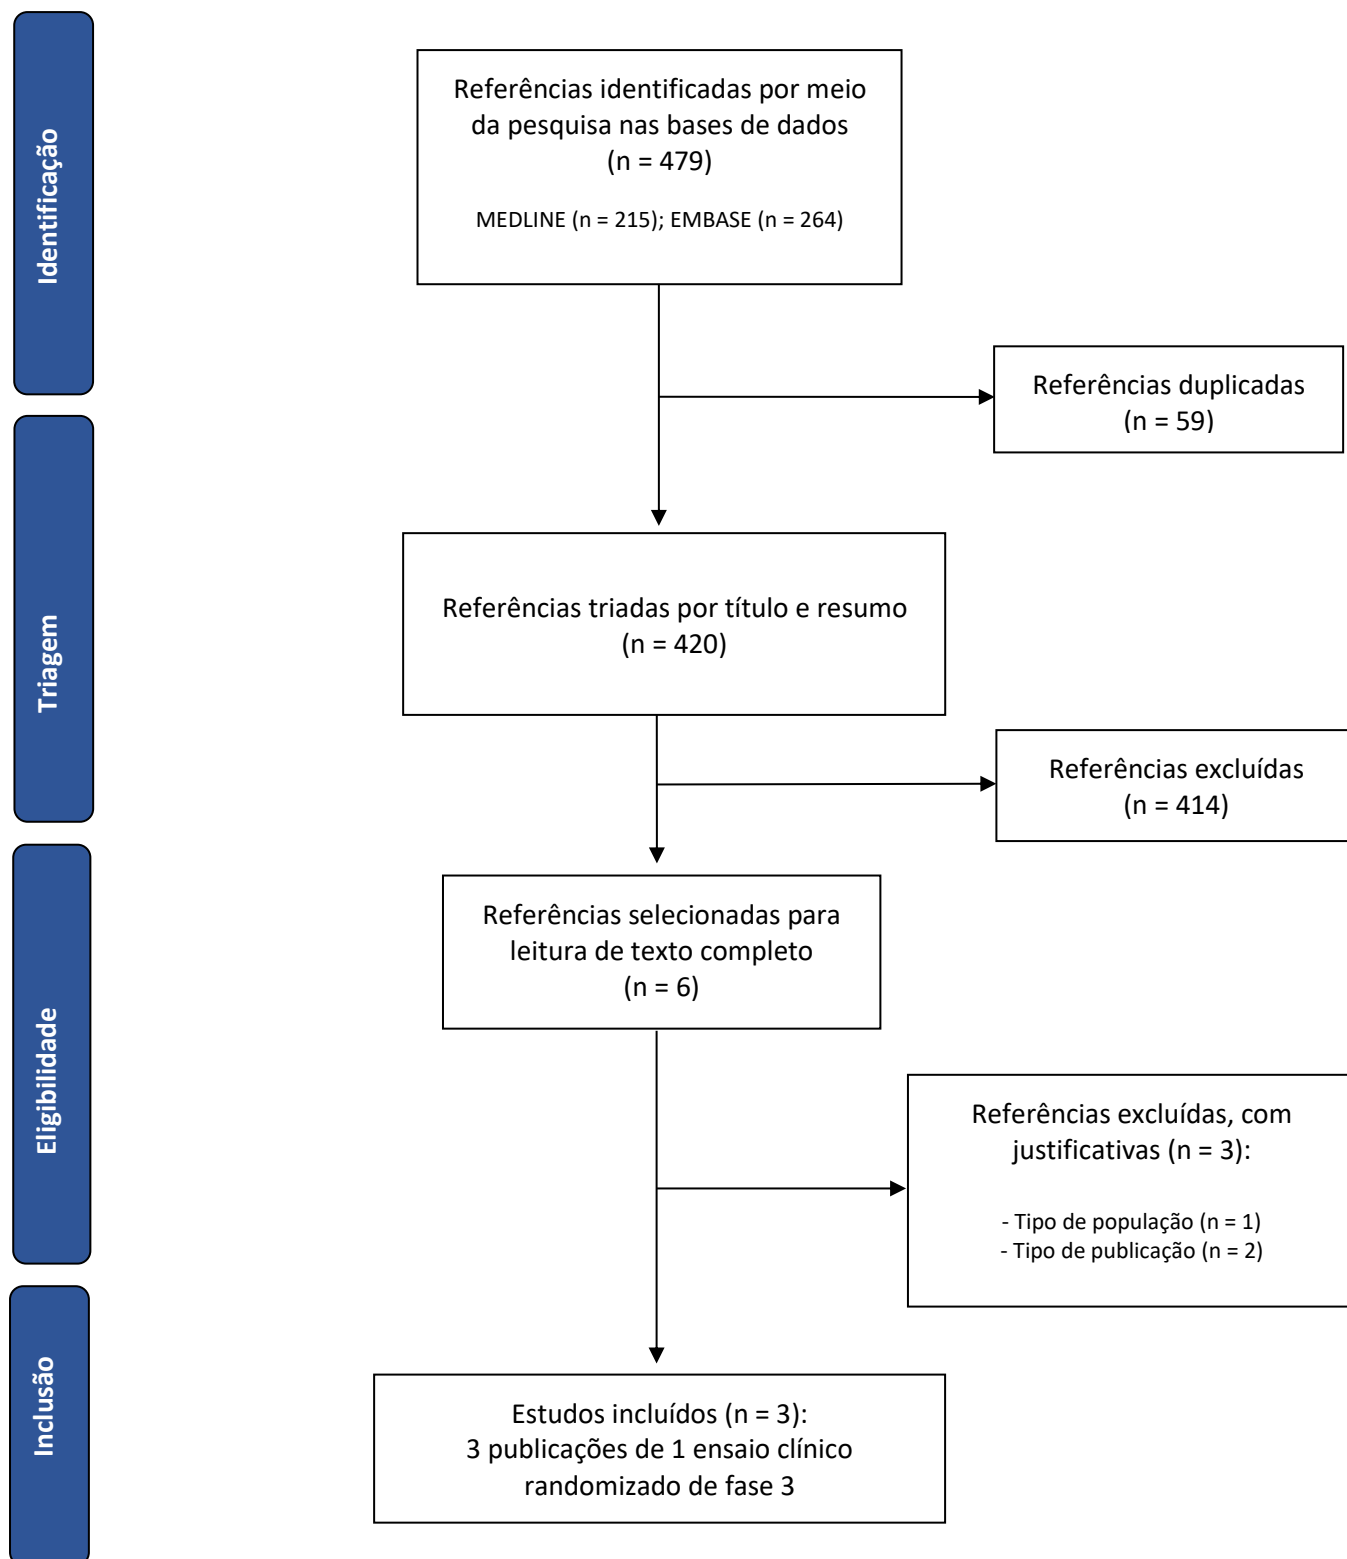 Identificação
Referências identificadas por meio
da pesquisa nas bases de dados
(n = 479)
MEDLINE (n = 215); EMBASE (n = 264)
Referências duplicadas
(n = 59)
Triagem
Referências triadas por título e resumo
(n = 420)
Referências excluídas
(n = 414)
Eligibilidade
Referências selecionadas para
leitura de texto completo
(n = 6)
Referências excluídas, com
justificativas (n = 3):
- Tipo de população (n = 1)
- Tipo de publicação (n = 2)
Inclusão
Estudos incluídos (n = 3):
3 publicações de 1 ensaio clínico
randomizado de fase 3